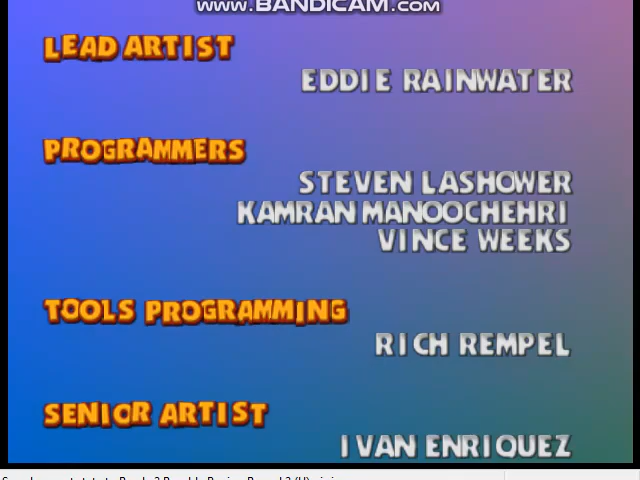 www.BANDICAM.com
LEAD ARTIST
EDDIE RAINWATER
PROGRAMMERS
STEVEN LASHOWER
KAMRAN MANOOCHEHRI
VINCE WEEKS
TOOLS PROGRAMMING
RICH REMPEL
SENIOR ARTIST
IVAN ENRIQUEZ